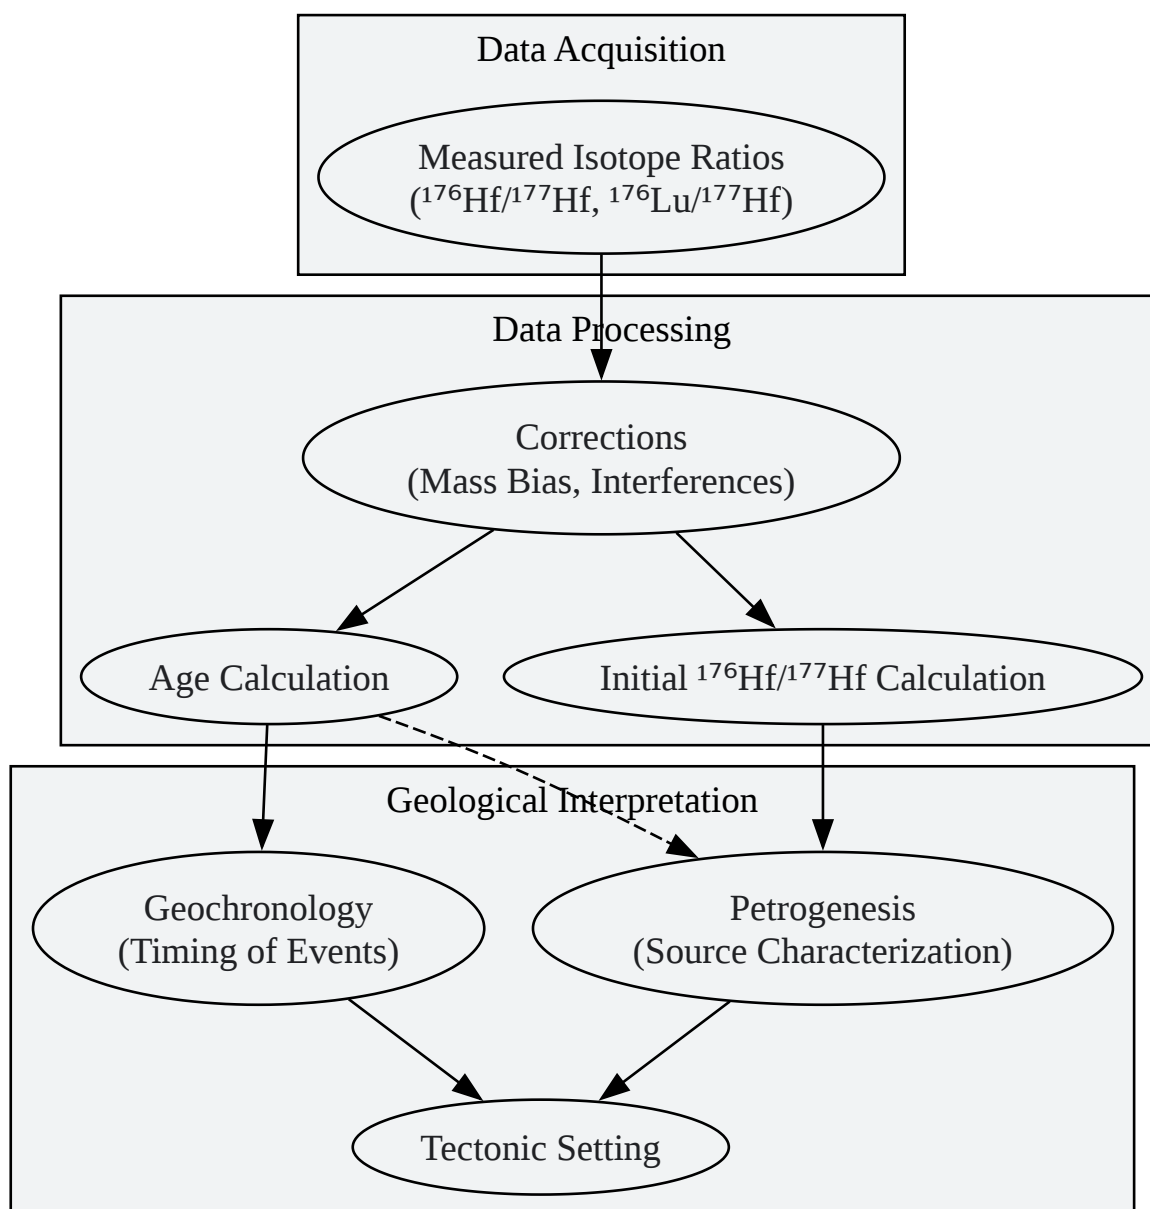 Data Acquisition
Measured Isotope Ratios
(¹⁷⁶Hf/¹⁷⁷Hf, ¹⁷⁶Lu/¹⁷⁷Hf)
Data Processing
Corrections
(Mass Bias, Interferences)
Age Calculation
Initial ¹⁷⁶Hf/¹⁷⁷Hf Calculation
Geological Interpretation
Geochronology
(Timing of Events)
Petrogenesis
(Source Characterization)
Tectonic Setting